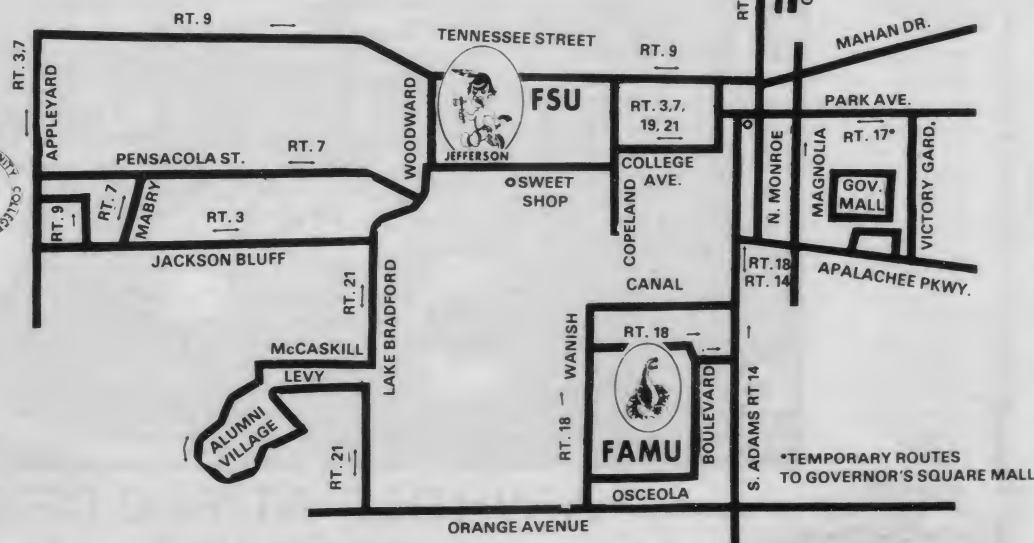 RT. 9
TENNESSEE STREET
RT. 9
RT
MAHAN DR.
RT. 3,7
APPLEYARD
WOODWARD
JEFFERSON
FSU
RT. 3,7,
19, 21
PARK AVE.
RT. 17*
PENSACOLA ST.
RT. 7
COLLEGE
AVE.
SWEET
SHOP
COPELAND
N. MONROE
MAGNOLIA
GOV.
MALL
VICTORY GARD.
NITY COLLEGE
RT. 9
RT. 7
MABRY
RT. 3
JACKSON BLUFF
RT. 18
RT. 14
APALACHEE PKWY.
CANAL
RT. 21
LAKE BRADFORD
McCASKILL
LEVY
ALUMNI
VILLAGE
RT. 21
WANISH
RT. 18
RT. 18
FAMU
BOULEVARD
S. ADAMS RT 14
OSCEOLA
*TEMPORARY ROUTES
TO GOVERNOR'S SQUARE MALL
ORANGE AVENUE